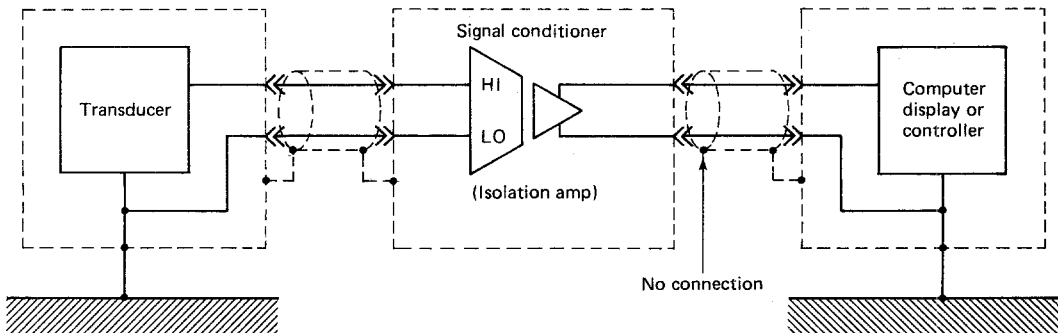 Signal conditioner
Transducer
HI
LO
(Isolation amp)
Computer
display or
controller
No connection